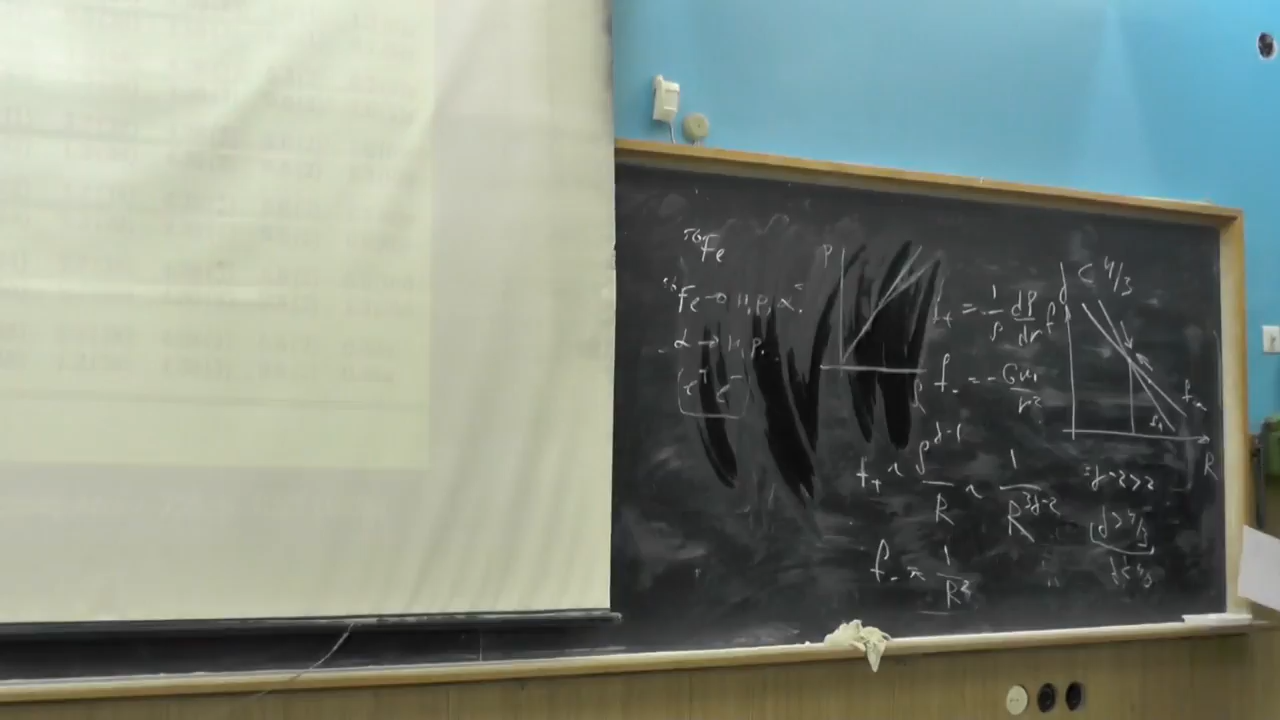 ⁵⁶Fe
⁵⁶Fe → n, p, α.
α → n, p.
e⁺ e⁻
P
ρ
f₊ = -1/ρ dP/dr
f₋ = -Gm/r²
f₊ ~ ρ^(γ-1)/R ~ 1/R^(3γ-2)
f₋ ~ 1/R²
γ < 4/3
f
f₋
f₊
R
3γ-2>2
γ>4/3
γ<4/3